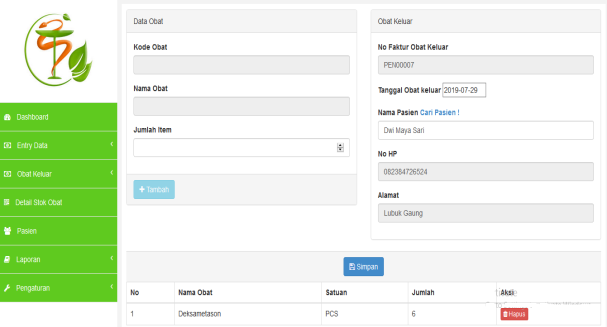 Dashboard
Entry Data
Obat Keluar
Detail Stok Obat
Pasien
Laporan
Pengaturan
Data Obat
Kode Obat
Nama Obat
Jumlah Item
+ Tambah
Obat Keluar
No Faktur Obat Keluar
PEN00007
Tanggal Obat keluar 2019-07-29
Nama Pasien Cari Pasien !
Dwi Maya Sari
No HP
082384726524
Alamat
Lubuk Gaung
Simpan
No Nama Obat Satuan Jumlah Aksi
1 Deksametason PCS 6 Hapus